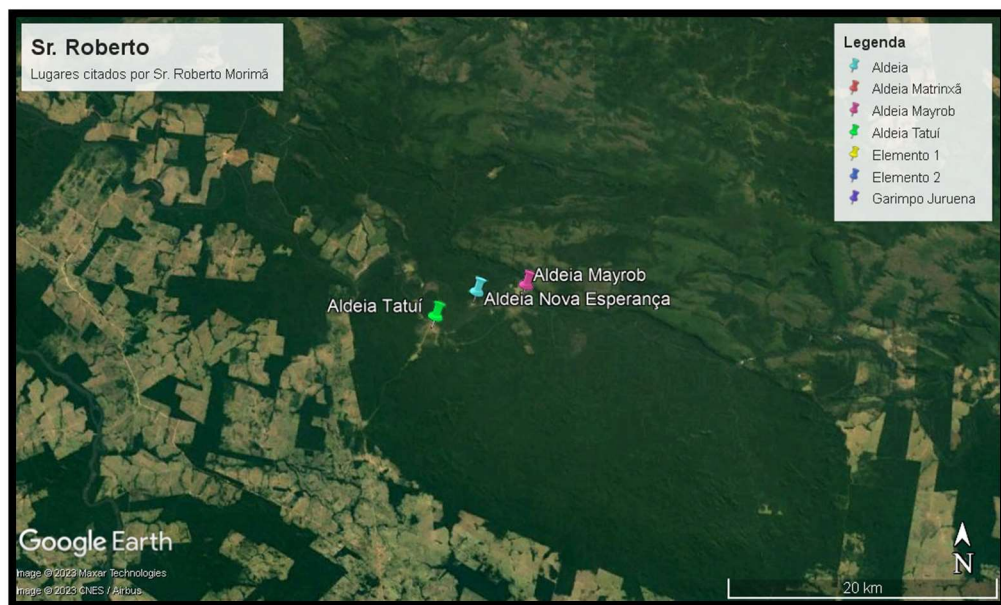 Sr. Roberto
Lugares citados por Sr. Roberto Morimã
Legenda
Aldeia
Aldeia Matrinxã
Aldeia Mayrob
Aldeia Tatuí
Elemento 1
Elemento 2
Garimpo Juruena
Aldeia Mayrob
Aldeia Nova Esperança
Aldeia Tatuí
Google Earth
Image © 2023 Maxar Technologies
Image © 2023 CNES / Airbus
N
20 km